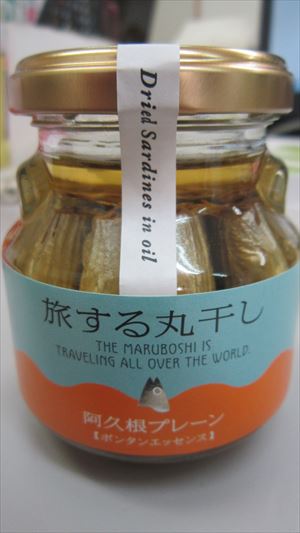 Dried Sardines in oil
旅する丸干し
THE MARUBOSHI IS
TRAVELING ALL OVER THE WORLD.
阿久根プレーン
【ボンタンエッセンス】